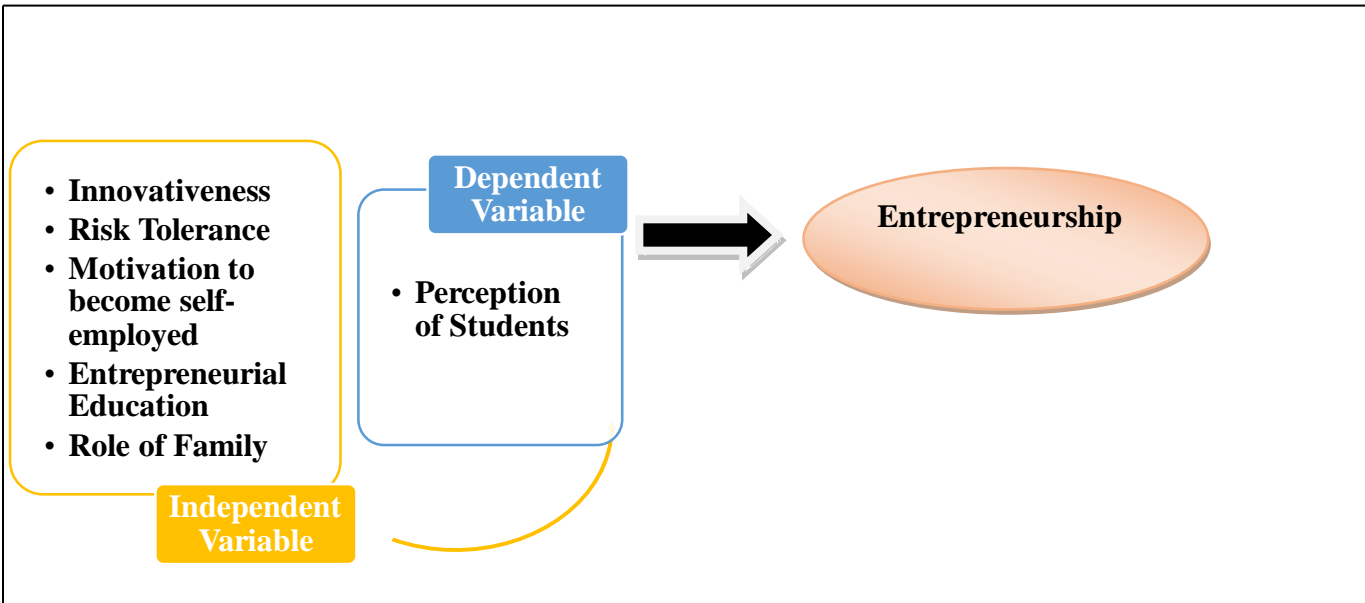 • Innovativeness
• Risk Tolerance
• Motivation to
become self-
employed
• Entrepreneurial
Education
• Role of Family
Independent
Variable
Dependent
Variable
• Perception
of Students
Entrepreneurship